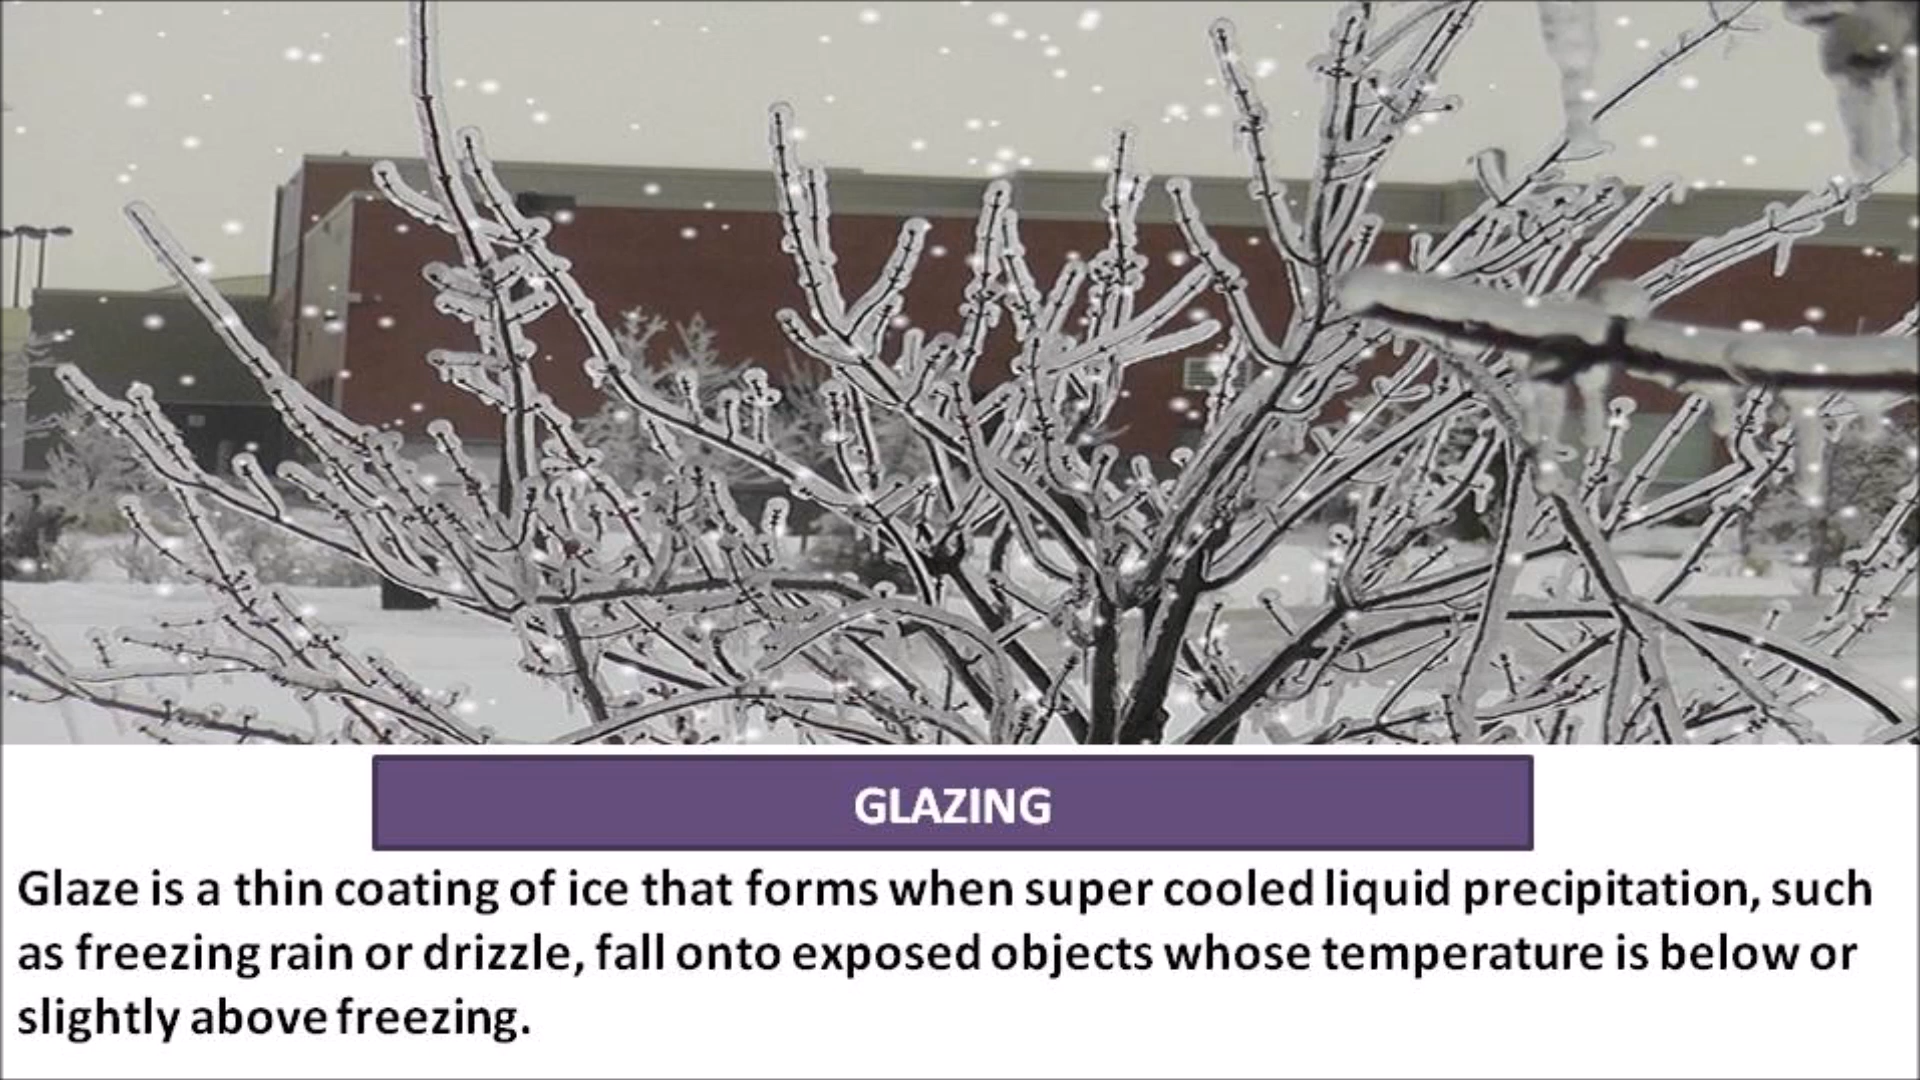 GLAZING
Glaze is a thin coating of ice that forms when super cooled liquid precipitation, such
as freezing rain or drizzle, fall onto exposed objects whose temperature is below or
slightly above freezing.